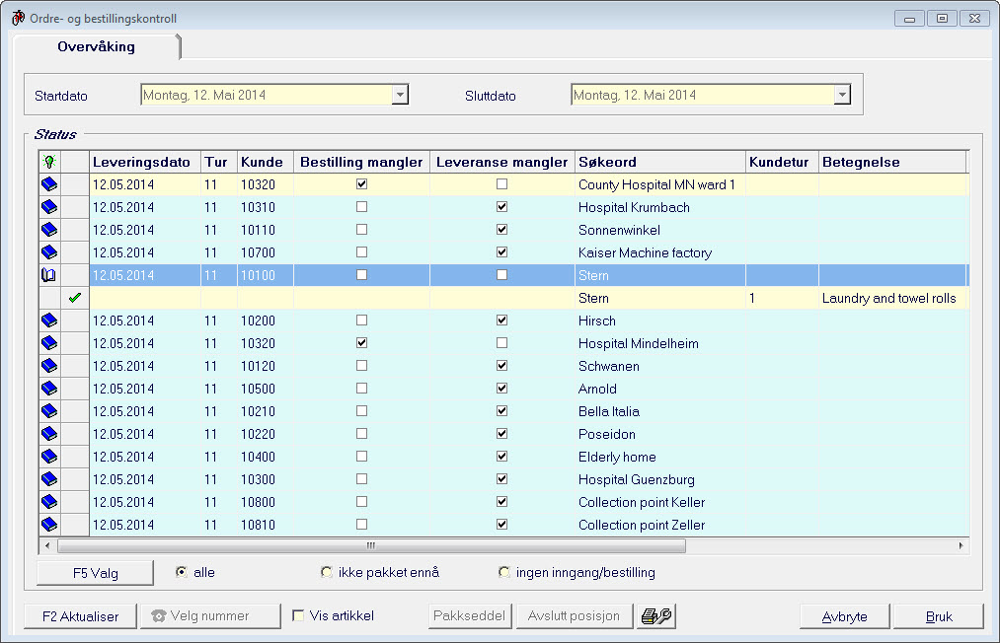 Ordre- og bestillingskontroll
Overvåking
Startdato Montag, 12. Mai 2014 Sluttdato Montag, 12. Mai 2014
Status
Leveringsdato Tur Kunde Bestilling mangler Leveranse mangler Søkeord Kundetur Betegnelse
12.05.2014 11 10320 County Hospital MN ward 1
12.05.2014 11 10310 Hospital Krumbach
12.05.2014 11 10110 Sonnenwinkel
12.05.2014 11 10700 Kaiser Machine factory
12.05.2014 11 10100 Stern
Stern 1 Laundry and towel rolls
12.05.2014 11 10200 Hirsch
12.05.2014 11 10320 Hospital Mindelheim
12.05.2014 11 10120 Schwanen
12.05.2014 11 10500 Arnold
12.05.2014 11 10210 Bella Italia
12.05.2014 11 10220 Poseidon
12.05.2014 11 10400 Elderly home
12.05.2014 11 10300 Hospital Guenzburg
12.05.2014 11 10800 Collection point Keller
12.05.2014 11 10810 Collection point Zeller
F5 Valg alle ikke pakket ennå ingen inngang/bestilling
F2 Aktualiser Velg nummer Vis artikkel Pakkseddel Avslutt posisjon Avbryte Bruk